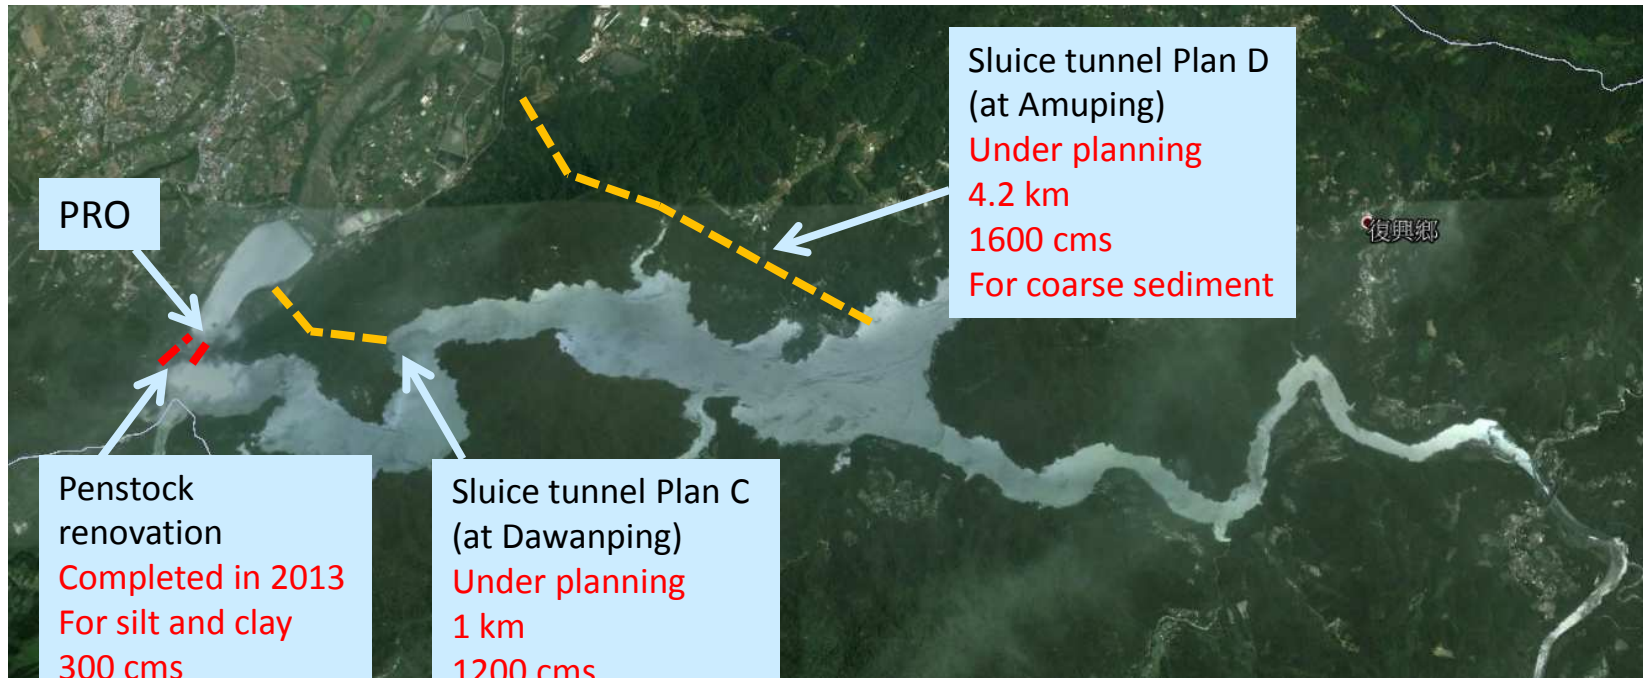 Sluice tunnel Plan D
(at Amuping)
Under planning
4.2 km
1600 cms
For coarse sediment
PRO
復興鄉
Penstock
renovation
Completed in 2013
For silt and clay
300 cms
Sluice tunnel Plan C
(at Dawanping)
Under planning
1 km
1200 cms